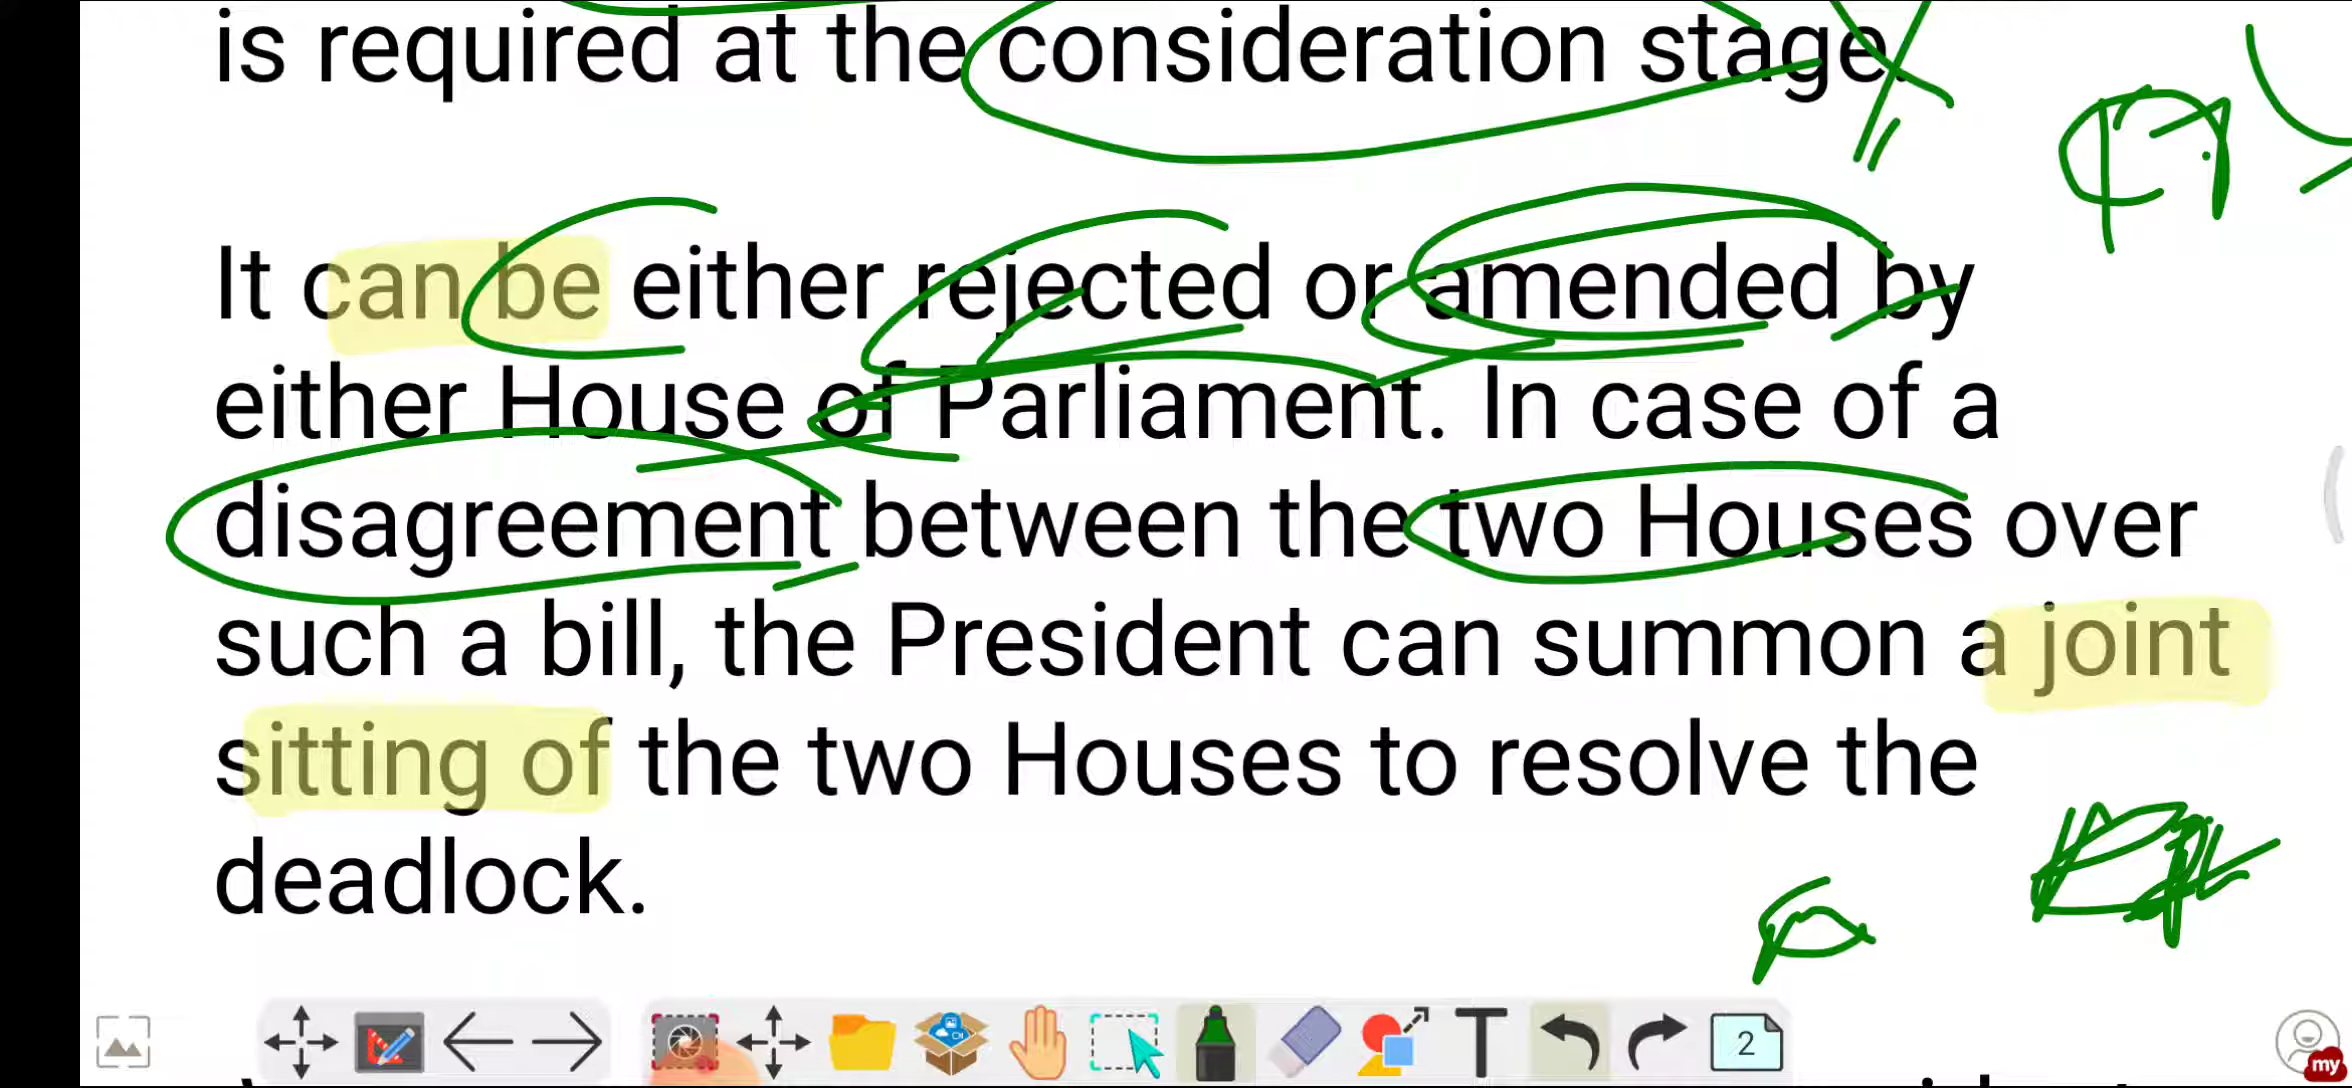 is required at the consideration stage.
It can be either rejected or amended by
either House of Parliament. In case of a
disagreement between the two Houses over
such a bill, the President can summon a joint
sitting of the two Houses to resolve the
deadlock.
T
2
my